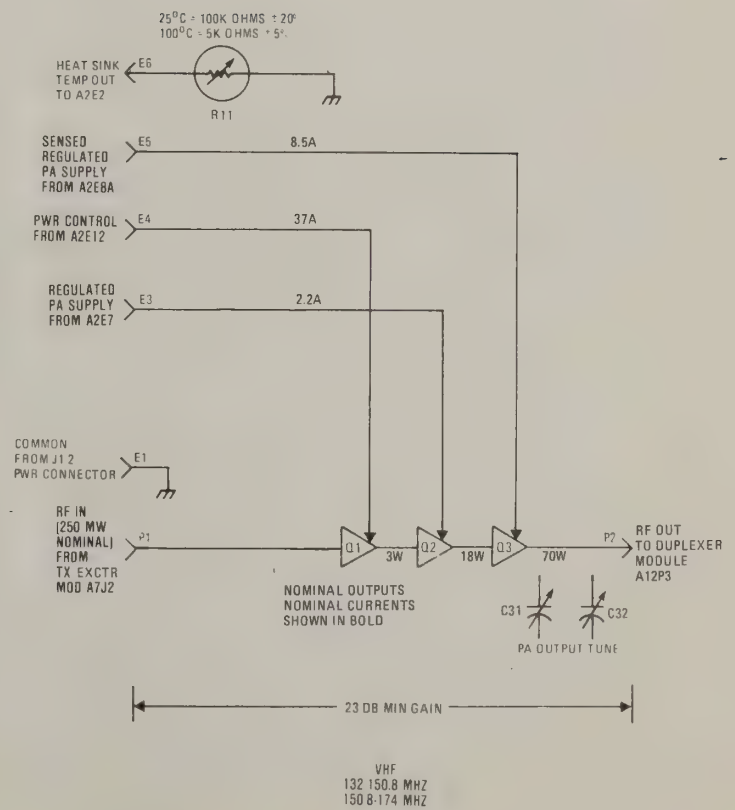 25°C = 100K OHMS ± 20°
100°C = 5K OHMS + 5°.
HEAT SINK
TEMP OUT
TO A2E2
E6
R11
SENSED
REGULATED
PA SUPPLY
FROM A2E8A
E5
8.5A
PWR CONTROL
FROM A2E12
E4
37A
REGULATED
PA SUPPLY
FROM A2E7
E3
2.2A
COMMON
FROM J1 2
PWR CONNECTOR
E1
RF IN
(250 MW
NOMINAL)
FROM
TX EXCTR
MOD A7J2
P1
Q1
3W
Q2
18W
Q3
70W
P2
RF OUT
TO DUPLEXER
MODULE
A12P3
NOMINAL OUTPUTS
NOMINAL CURRENTS
SHOWN IN BOLD
C31
C32
PA OUTPUT TUNE
23 DB MIN GAIN
VHF
132 150.8 MHZ
150 8-174 MHZ